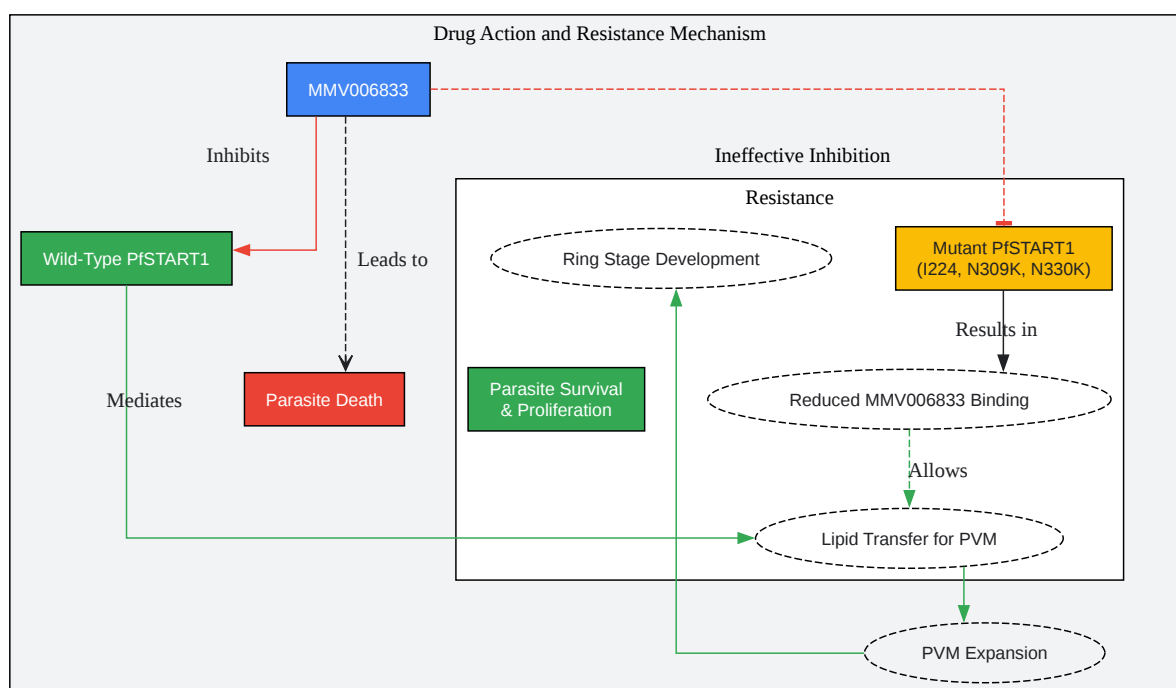 Drug Action and Resistance Mechanism
MMV006833
Inhibits
Ineffective Inhibition
Resistance
Wild-Type PfSTART1
Leads to
Ring Stage Development
Mutant PfSTART1
(I224, N309K, N330K)
Results in
Mediates
Parasite Death
Parasite Survival
& Proliferation
Reduced MMV006833 Binding
Allows
Lipid Transfer for PVM
PVM Expansion